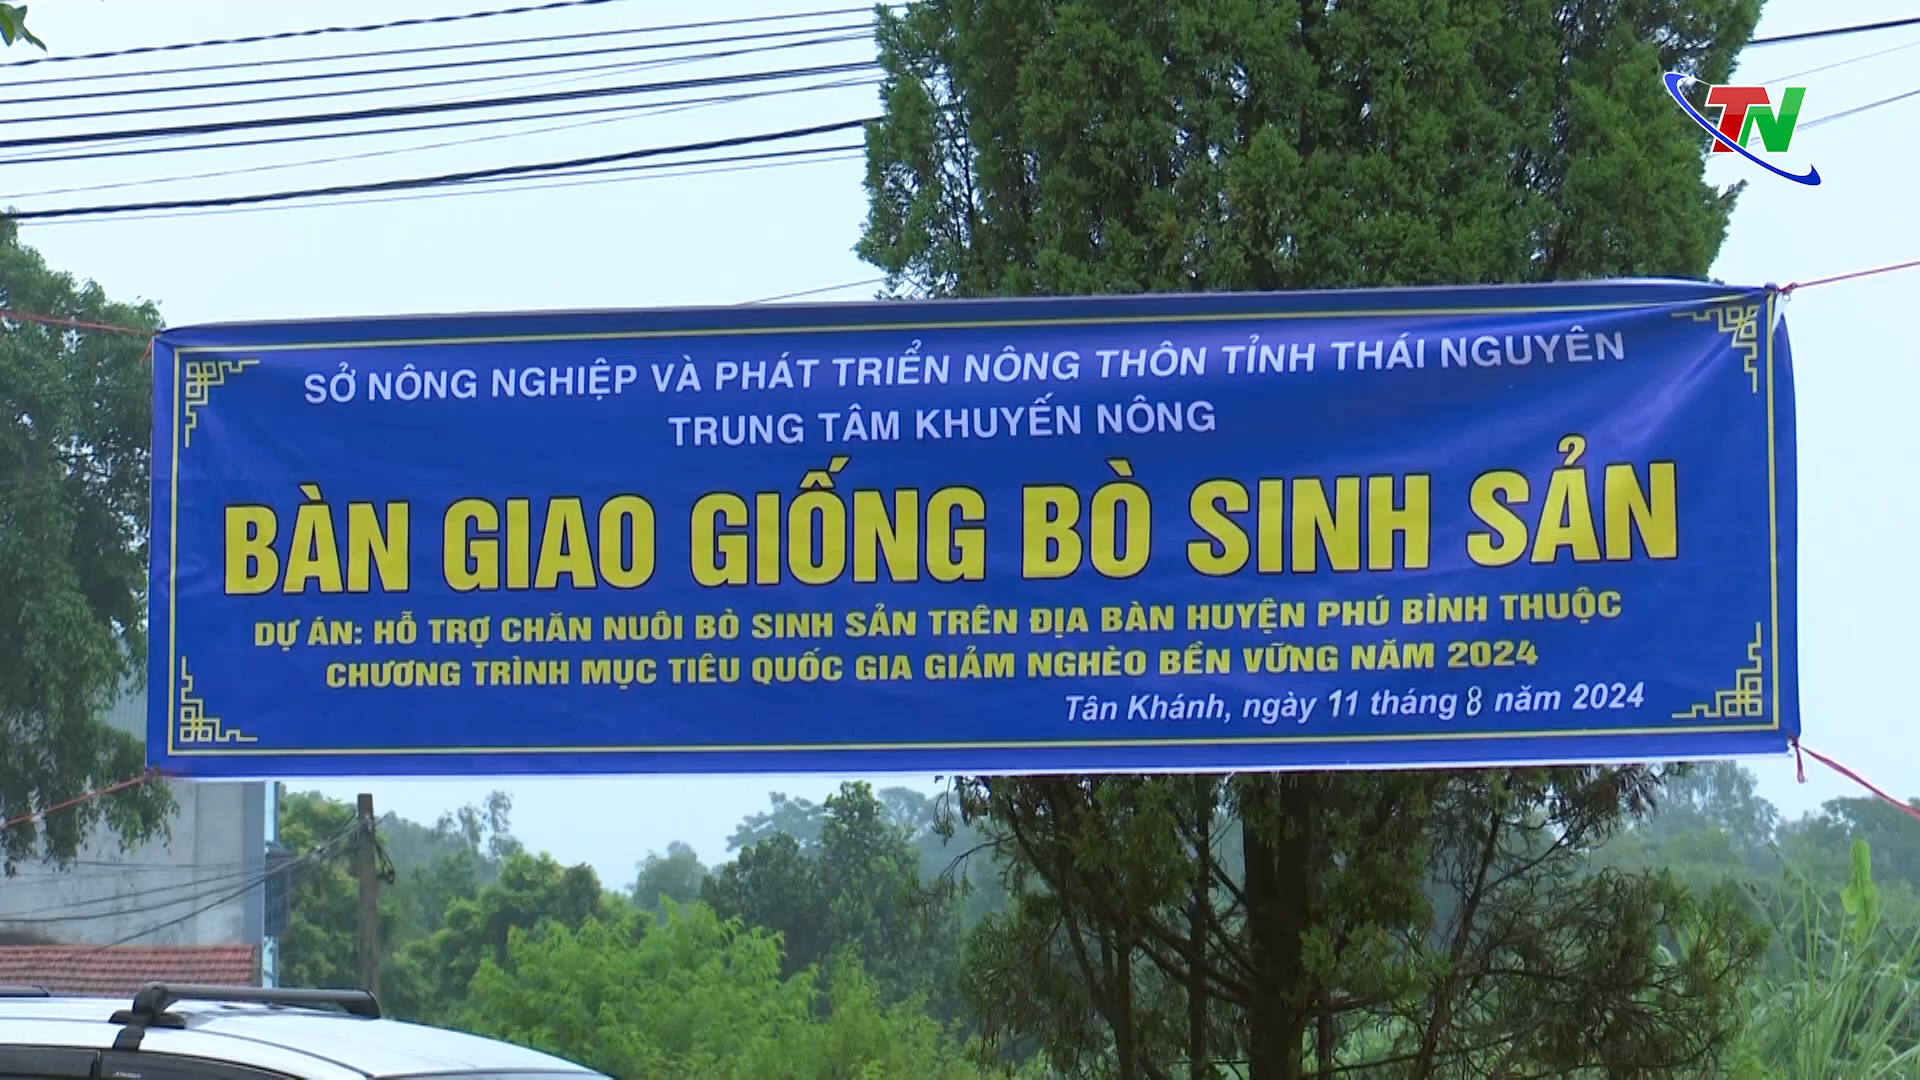 TN
SỞ NÔNG NGHIỆP VÀ PHÁT TRIỂN NÔNG THÔN TỈNH THÁI NGUYÊN
TRUNG TÂM KHUYẾN NÔNG
BÀN GIAO GIỐNG BÒ SINH SẢN
DỰ ÁN: HỖ TRỢ CHĂN NUÔI BÒ SINH SẢN TRÊN ĐỊA BÀN HUYỆN PHÚ BÌNH THUỘC
CHƯƠNG TRÌNH MỤC TIÊU QUỐC GIA GIẢM NGHÈO BỀN VỮNG NĂM 2024
Tân Khánh, ngày 11 tháng 8 năm 2024